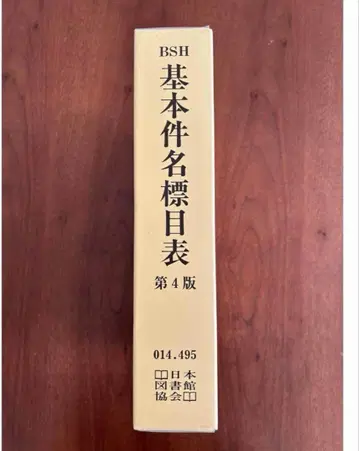 BSH
基本件名標目表
第4版
014.495
日本
図書館
協会